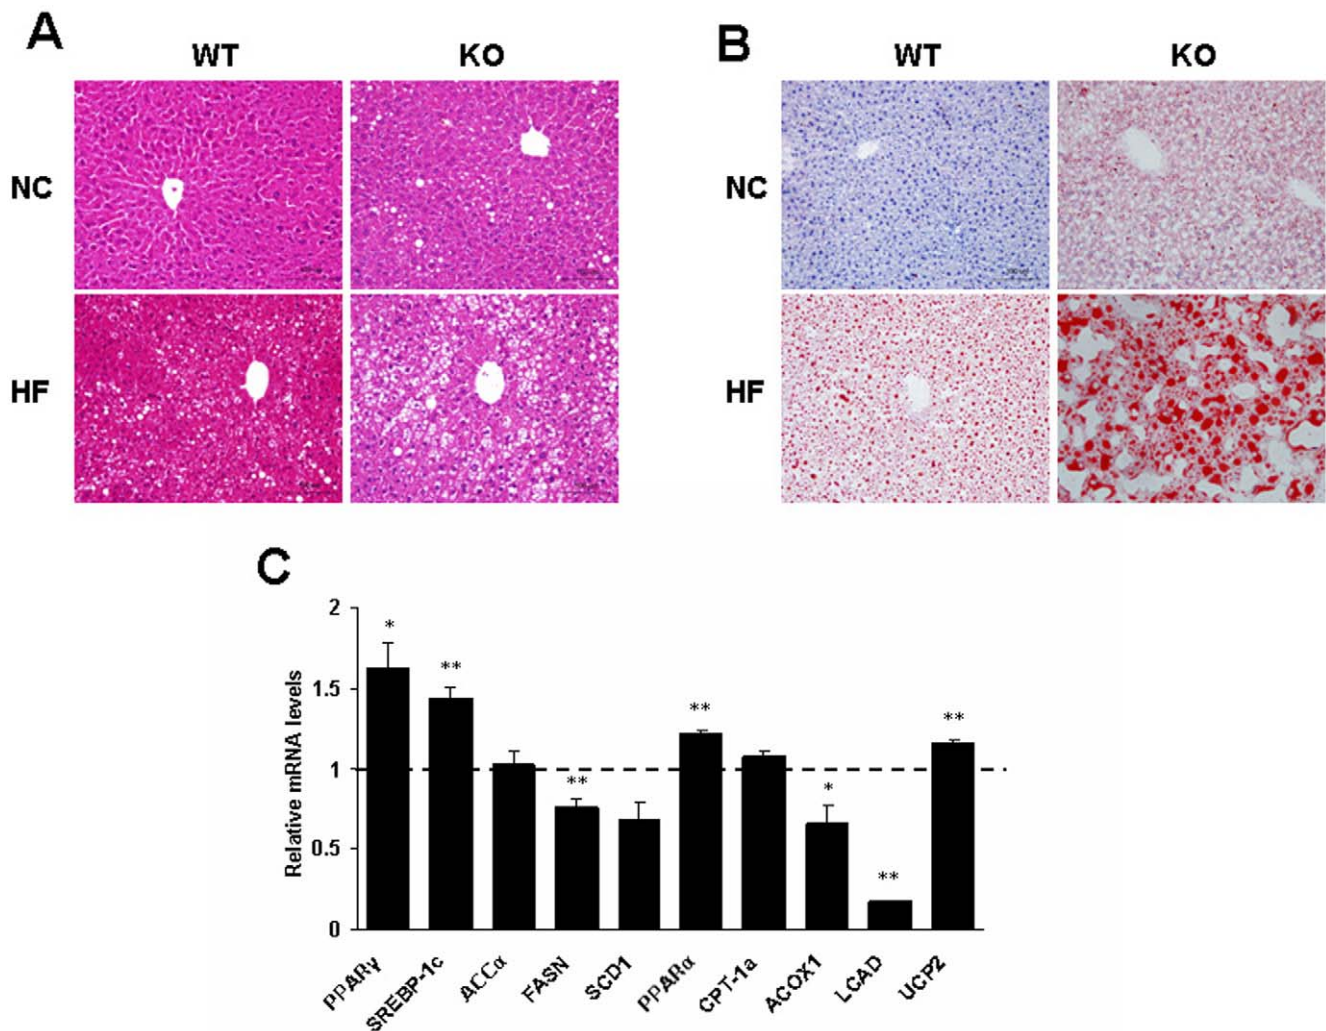 A
WT
KO
NC
HF
B
WT
KO
NC
HF
C
Relative mRNA levels
2
1.5
1
0.5
0
*
**
**
**
*
**
**
PPARγ
SREBP-1c
ACCα
FASN
SCD1
PPARα
CPT-1a
ACOX1
LCAD
UCP2